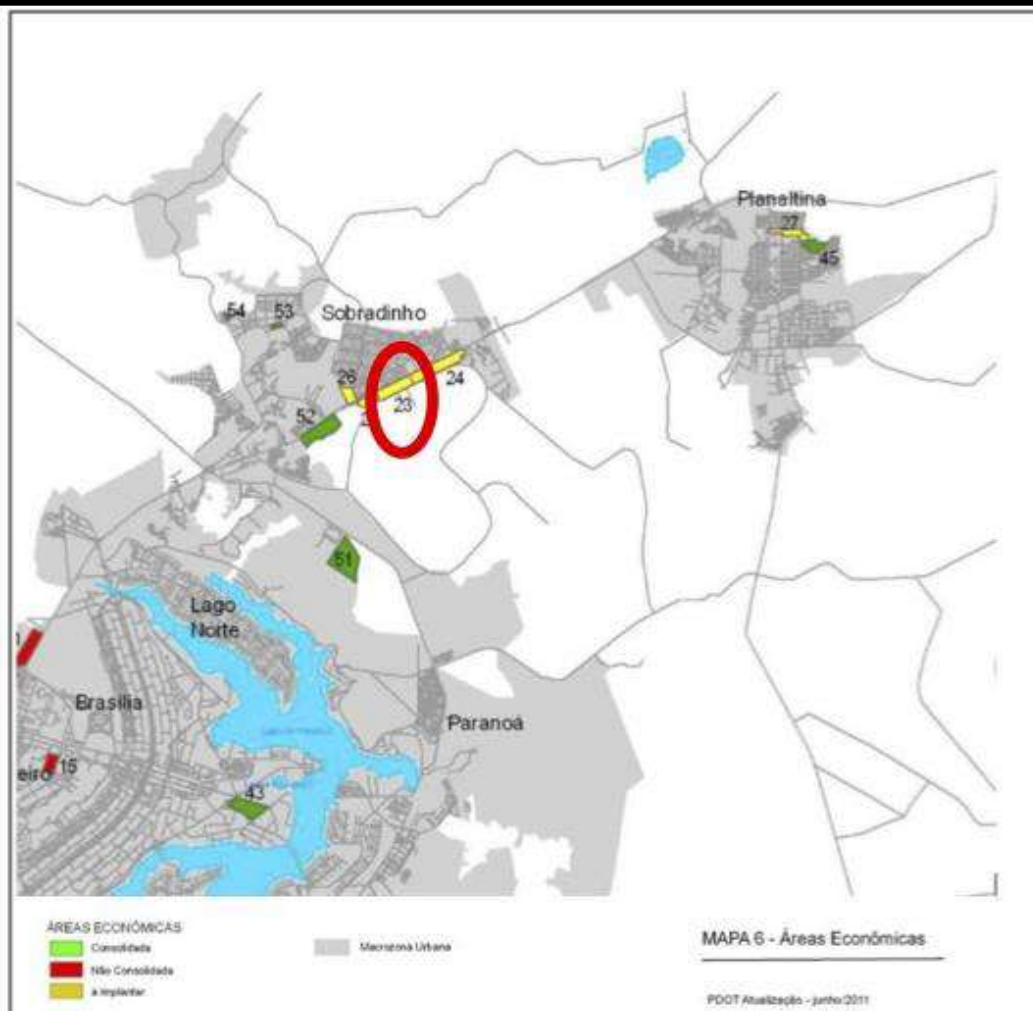 Planaltina
27
45
54
53
Sobradinho
26
24
23
52
51
Lago
Norte
Brasília
Paranoá
eiro
15
43
ÁREAS ECONÔMICAS
Consolidada
Não Consolidada
a Implantar
Macrozona Urbana
MAPA 6 - Áreas Econômicas
PDOT Atualização - junho/2011